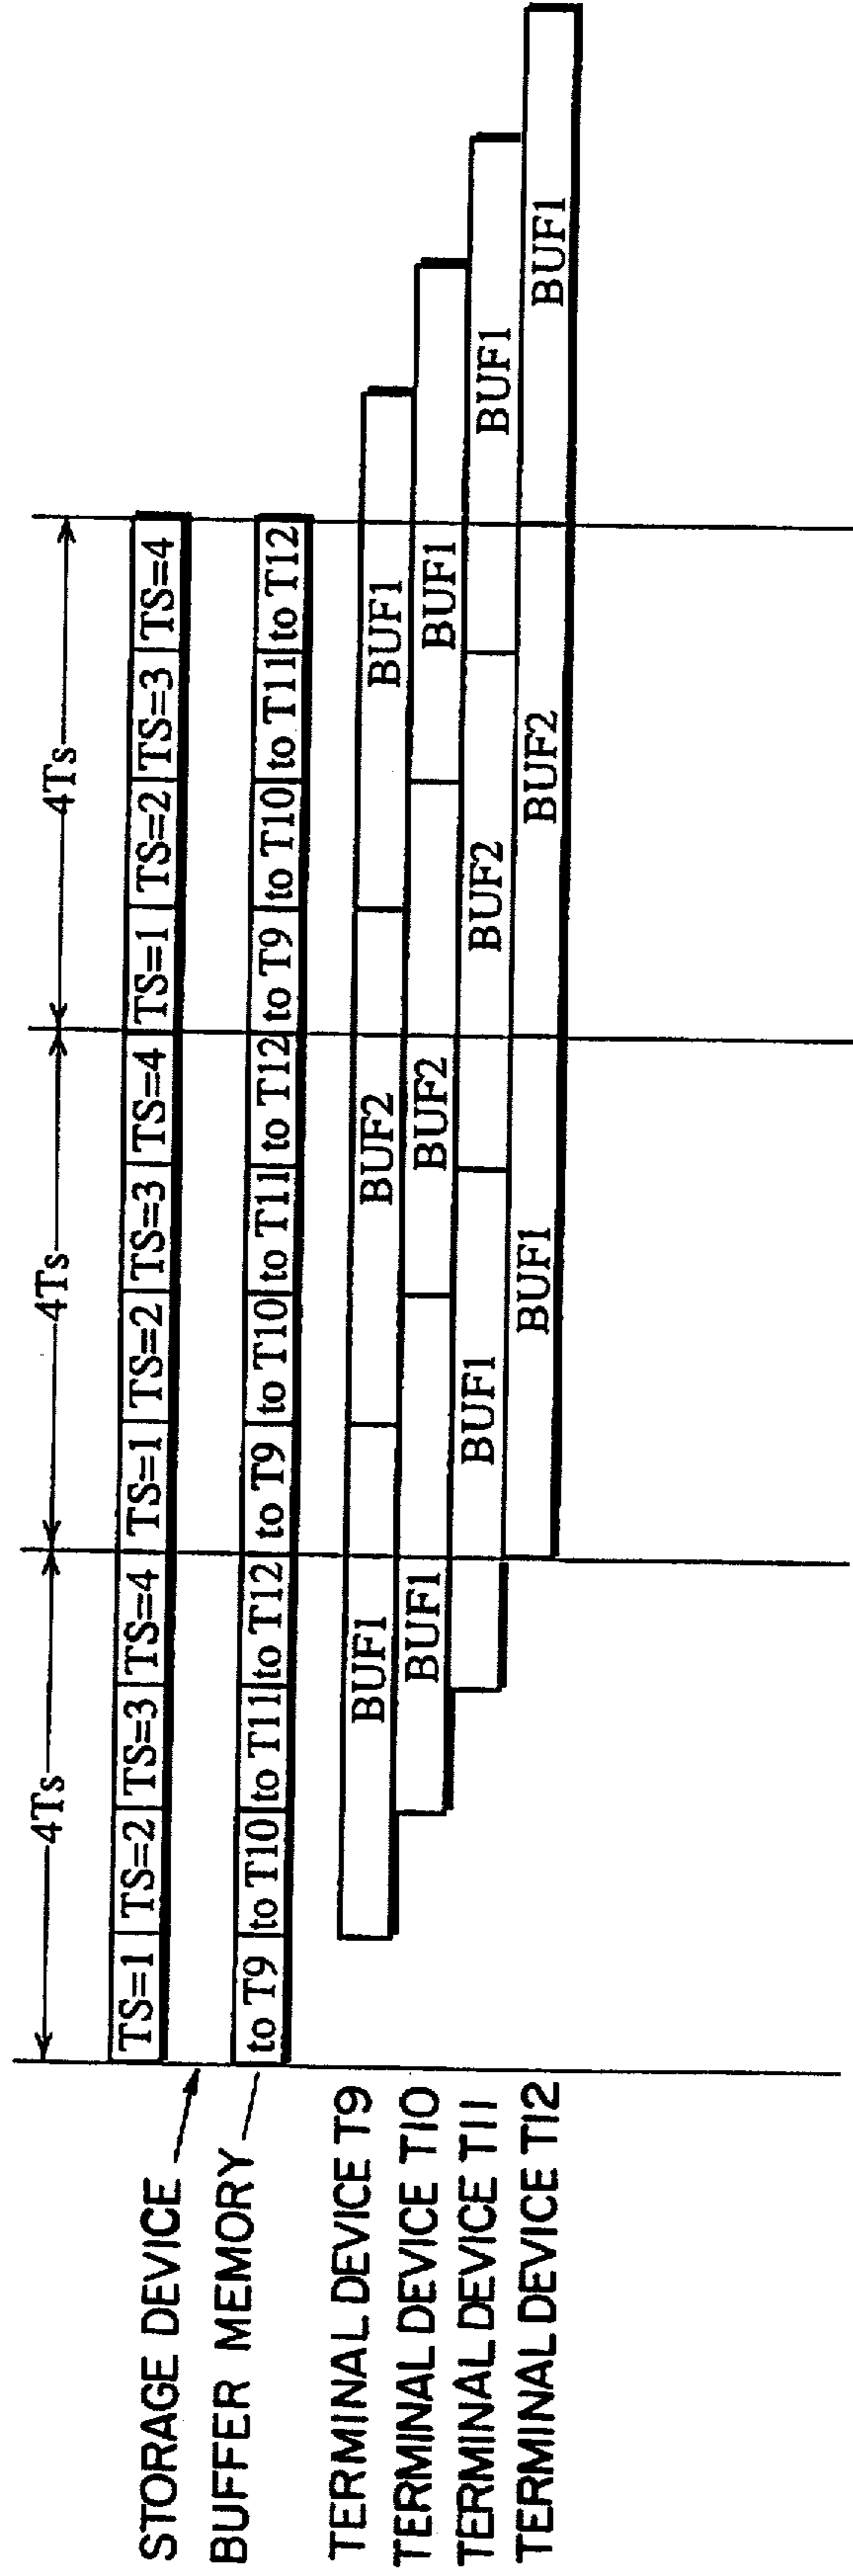 4Ts 4Ts 4Ts
STORAGE DEVICE TS=1 TS=2 TS=3 TS=4 TS=1 TS=2 TS=3 TS=4 TS=1 TS=2 TS=3 TS=4
BUFFER MEMORY to T9 to T10 to T11 to T12 to T9 to T10 to T11 to T12 to T9 to T10 to T11 to T12
TERMINAL DEVICE T9 BUF1 BUF2 BUF1
TERMINAL DEVICE T10 BUF1 BUF2 BUF1
TERMINAL DEVICE T11 BUF1 BUF2 BUF1
TERMINAL DEVICE T12 BUF1 BUF2 BUF1